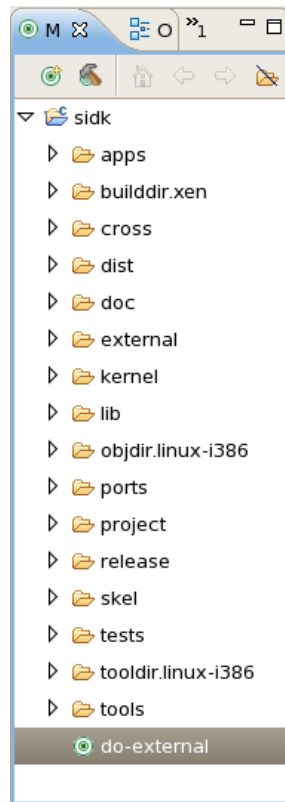 M O »1
sidk
apps
builddir.xen
cross
dist
doc
external
kernel
lib
objdir.linux-i386
ports
project
release
skel
tests
tooldir.linux-i386
tools
do-external